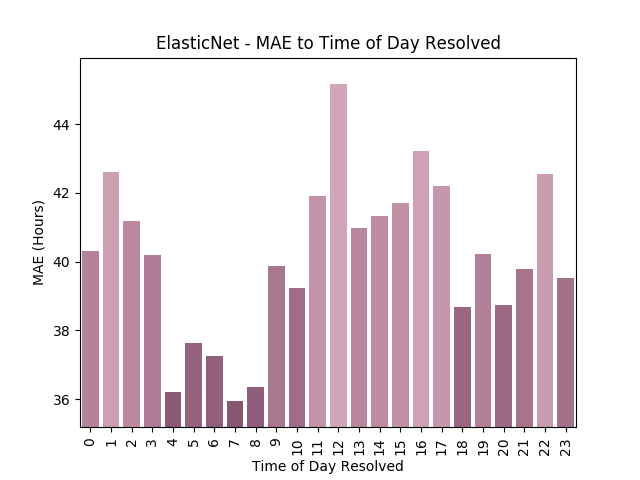 ElasticNet - MAE to Time of Day Resolved
MAE (Hours)
44
42
40
38
36
0 1 2 3 4 5 6 7 8 9 10 11 12 13 14 15 16 17 18 19 20 21 22 23
Time of Day Resolved